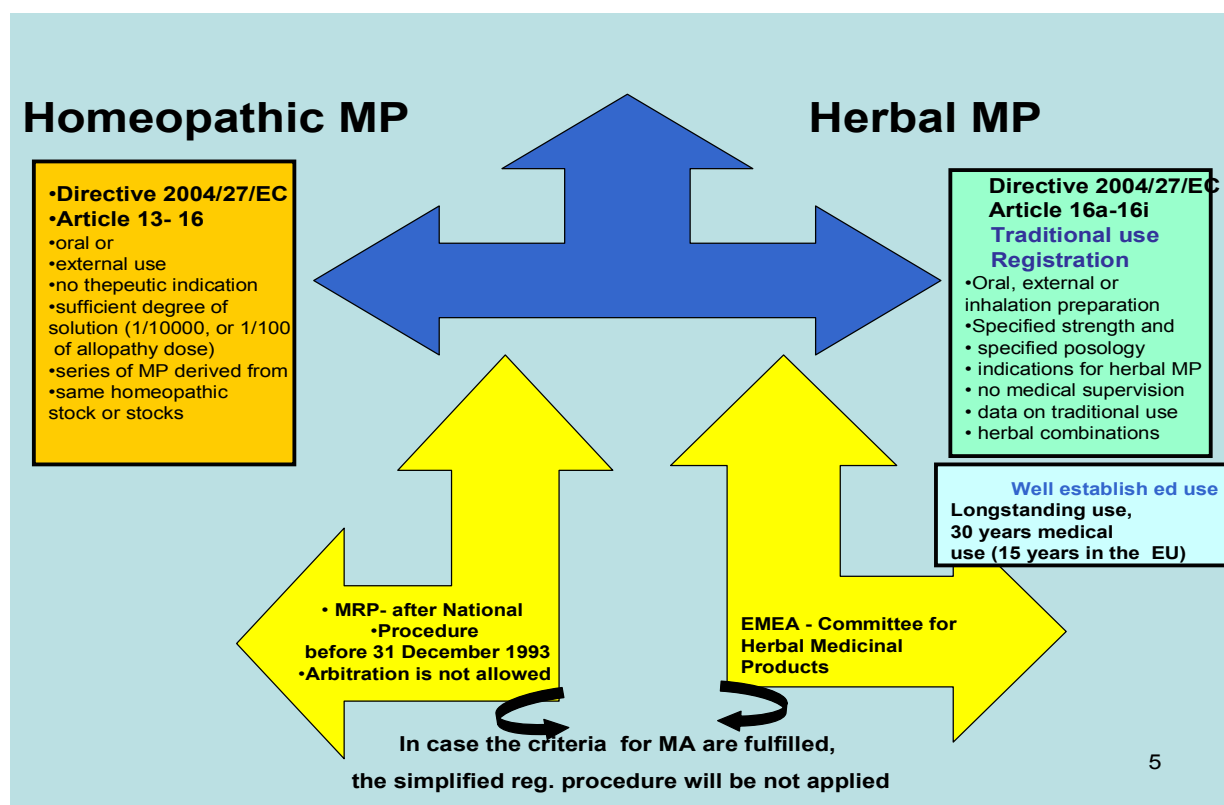 Homeopathic MP
•Directive 2004/27/EC
•Article 13- 16
•oral or
•external use
•no thepeutic indication
•sufficient degree of
solution (1/10000, or 1/100
of allopathy dose)
•series of MP derived from
•same homeopathic
stock or stocks
Herbal MP
Directive 2004/27/EC
Article 16a-16i
Traditional use
Registration
•Oral, external or
inhalation preparation
•Specified strength and
• specified posology
• indications for herbal MP
• no medical supervision
• data on traditional use
• herbal combinations
Well establish ed use
Longstanding use,
30 years medical
use (15 years in the EU)
• MRP- after National
•Procedure
before 31 December 1993
•Arbitration is not allowed
EMEA - Committee for
Herbal Medicinal
Products
In case the criteria for MA are fulfilled,
the simplified reg. procedure will be not applied
5